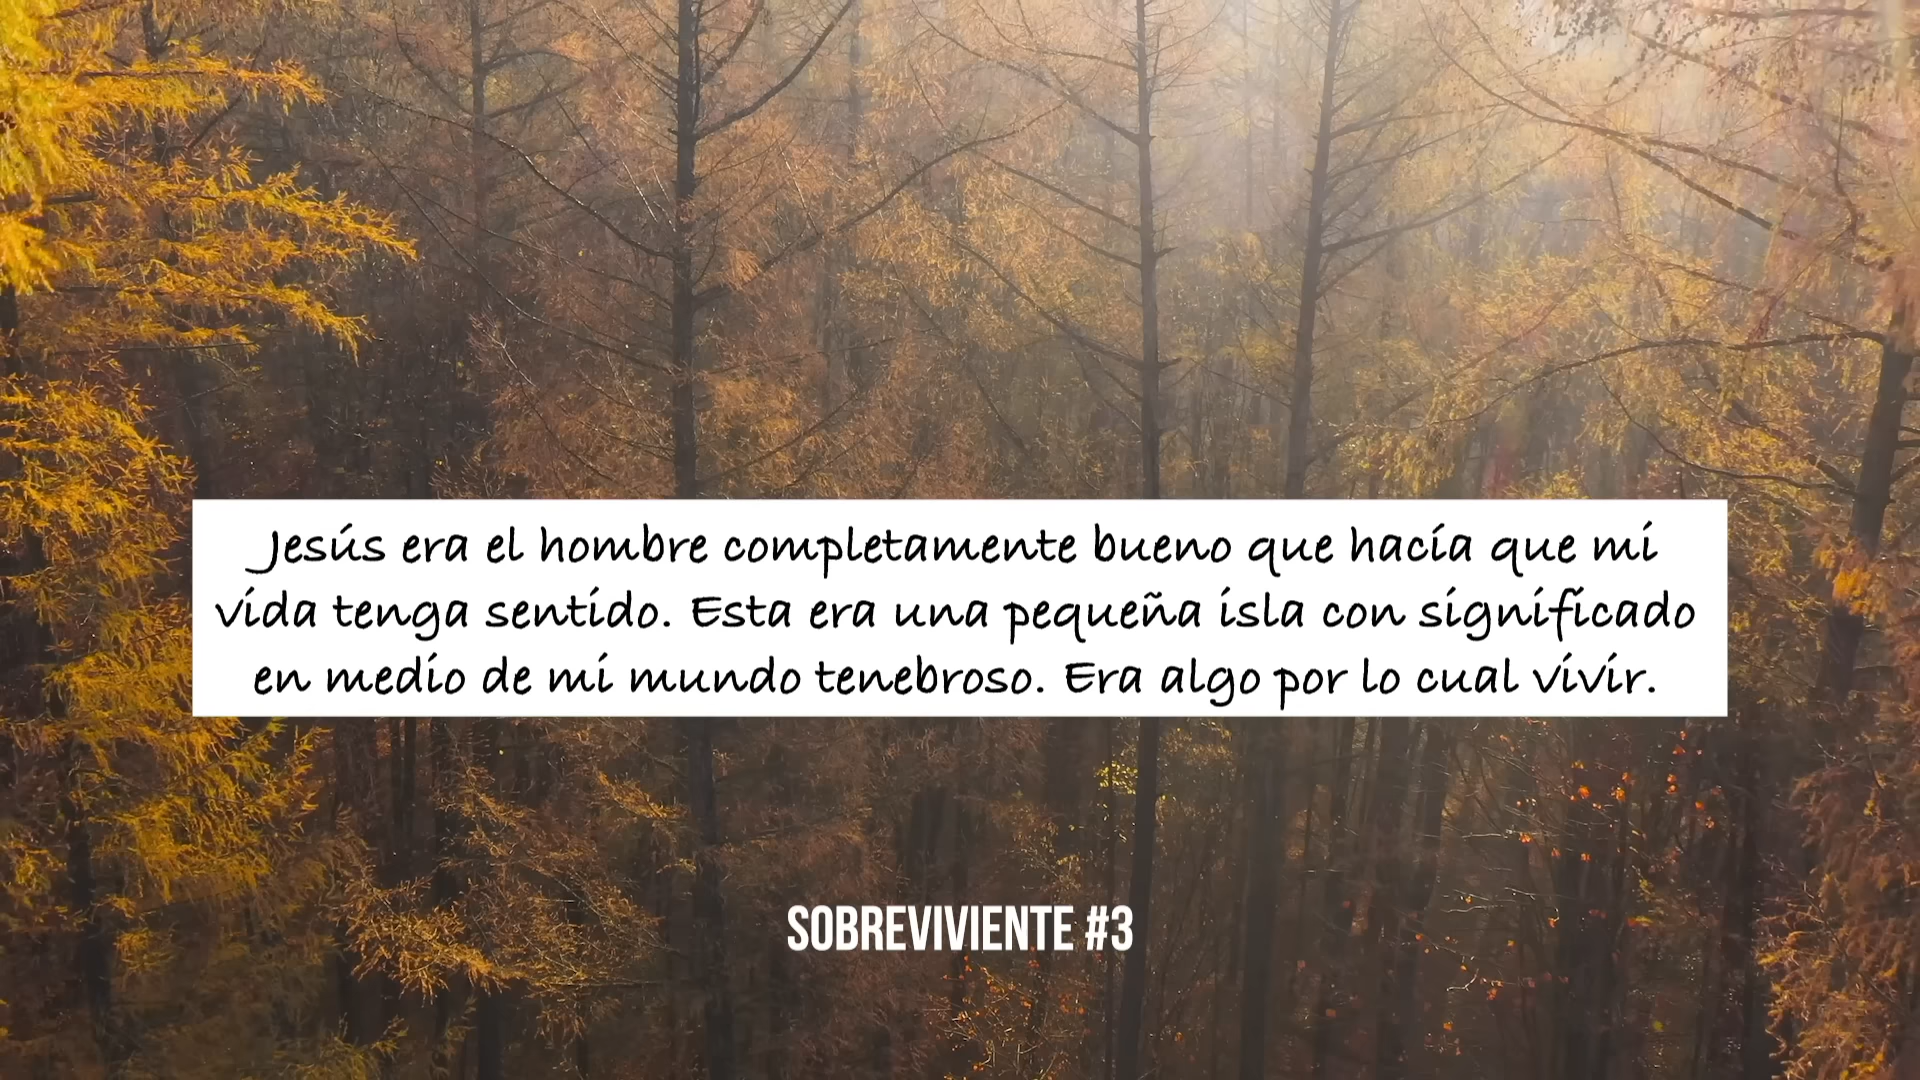 Jesús era el hombre completamente bueno que hacía que mi
vida tenga sentido. Esta era una pequeña isla con significado
en medio de mi mundo tenebroso. Era algo por lo cual vivir.
SOBREVIVIENTE #3